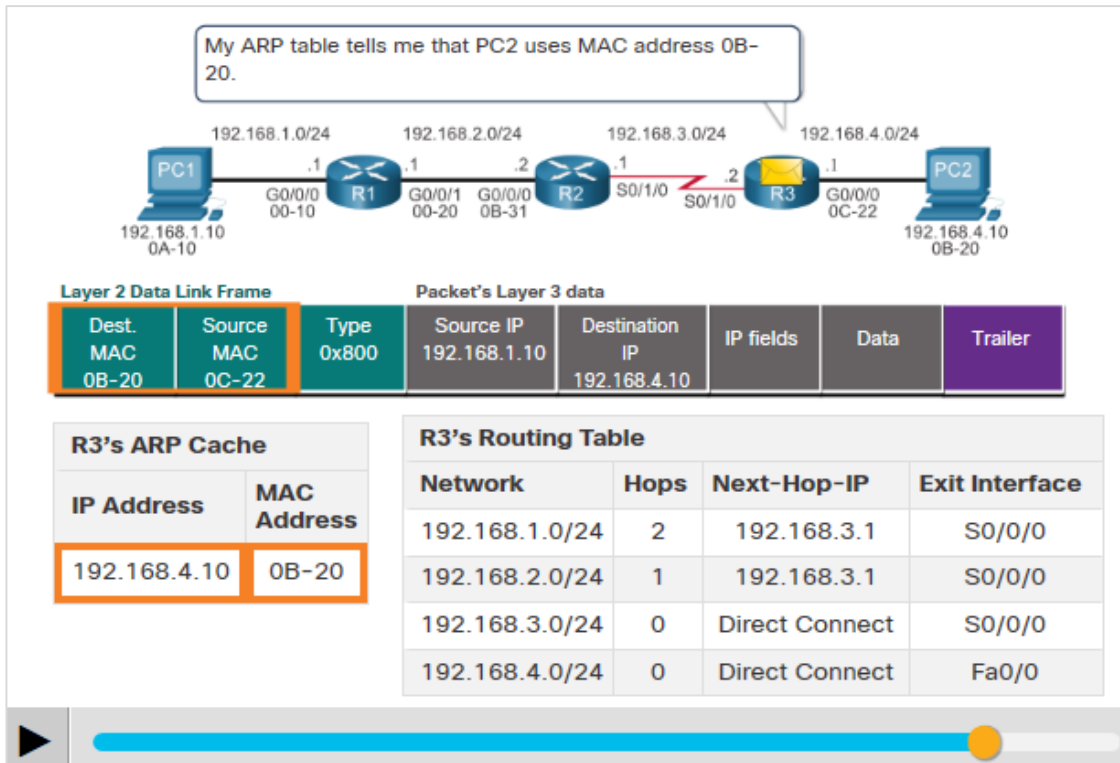 My ARP table tells me that PC2 uses MAC address 0B-
20.
192.168.1.0/24 192.168.2.0/24 192.168.3.0/24 192.168.4.0/24
PC1 .1 R1 .1 .2 R2 .1 .2 R3 .1 PC2
G0/0/0 G0/0/1 G0/0/0 S0/1/0 S0/1/0 G0/0/0
00-10 00-20 0B-31 0C-22
192.168.1.10 192.168.4.10
0A-10 0B-20
Layer 2 Data Link Frame Packet's Layer 3 data
Dest. Source Type Source IP Destination IP fields Data Trailer
MAC MAC 0x800 192.168.1.10 IP
0B-20 0C-22 192.168.4.10
R3's ARP Cache
IP Address MAC
Address
192.168.4.10 0B-20
R3's Routing Table
Network Hops Next-Hop-IP Exit Interface
192.168.1.0/24 2 192.168.3.1 S0/0/0
192.168.2.0/24 1 192.168.3.1 S0/0/0
192.168.3.0/24 0 Direct Connect S0/0/0
192.168.4.0/24 0 Direct Connect Fa0/0